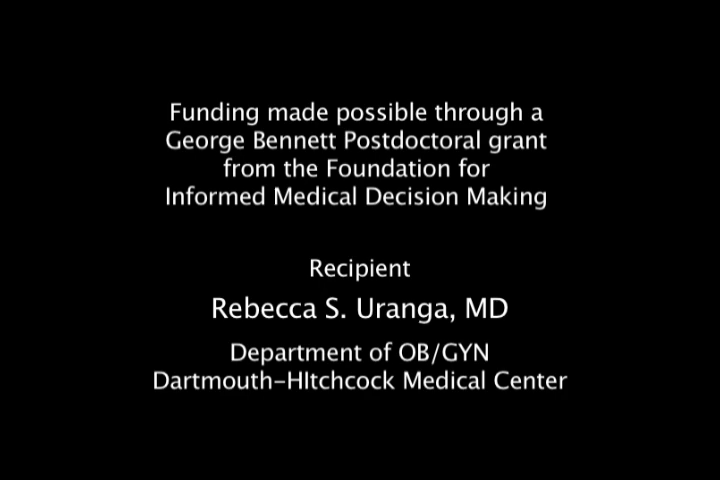 Funding made possible through a
George Bennett Postdoctoral grant
from the Foundation for
Informed Medical Decision Making
Recipient
Rebecca S. Uranga, MD
Department of OB/GYN
Dartmouth-HItchcock Medical Center